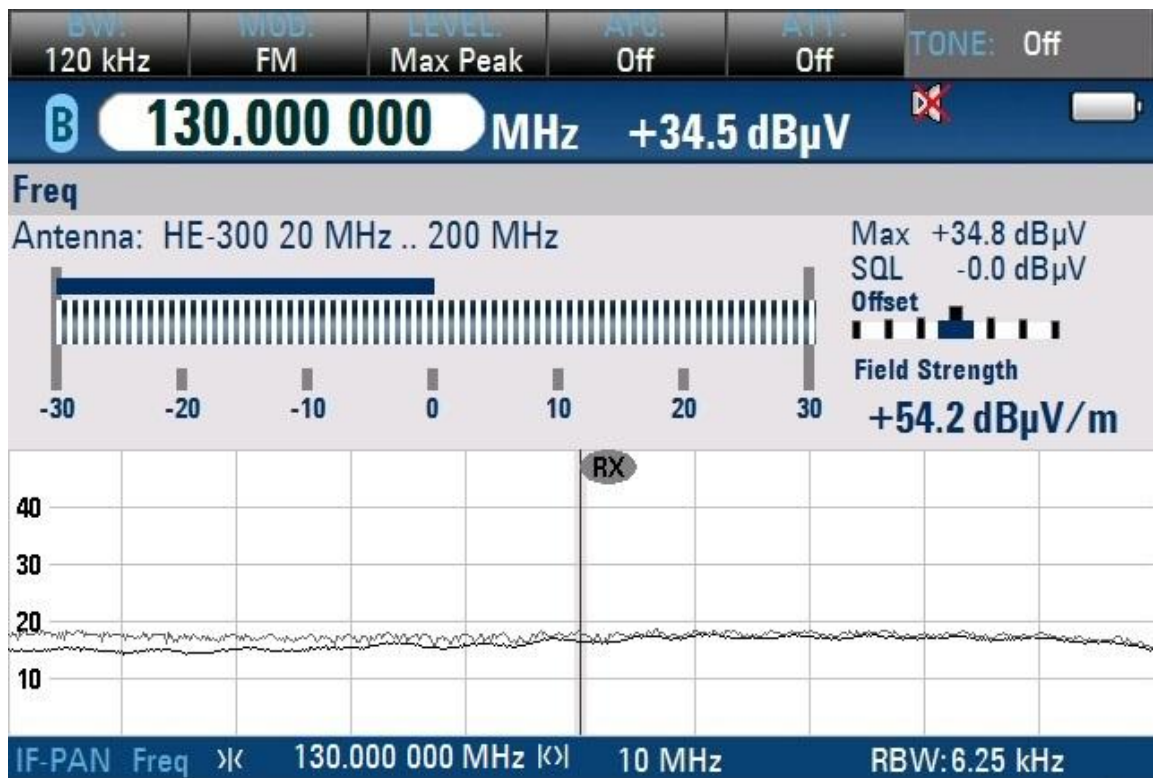 BW: MOD: LEVEL: AFC: ATT: TONE: Off
120 kHz FM Max Peak Off Off
B 130.000 000 MHz +34.5 dBµV
Freq
Antenna: HE-300 20 MHz .. 200 MHz
Max +34.8 dBµV
SQL -0.0 dBµV
Offset
Field Strength
+54.2 dBµV/m
-30 -20 -10 0 10 20 30
RX
40
30
20
10
IF-PAN Freq 130.000 000 MHz 10 MHz RBW:6.25 kHz